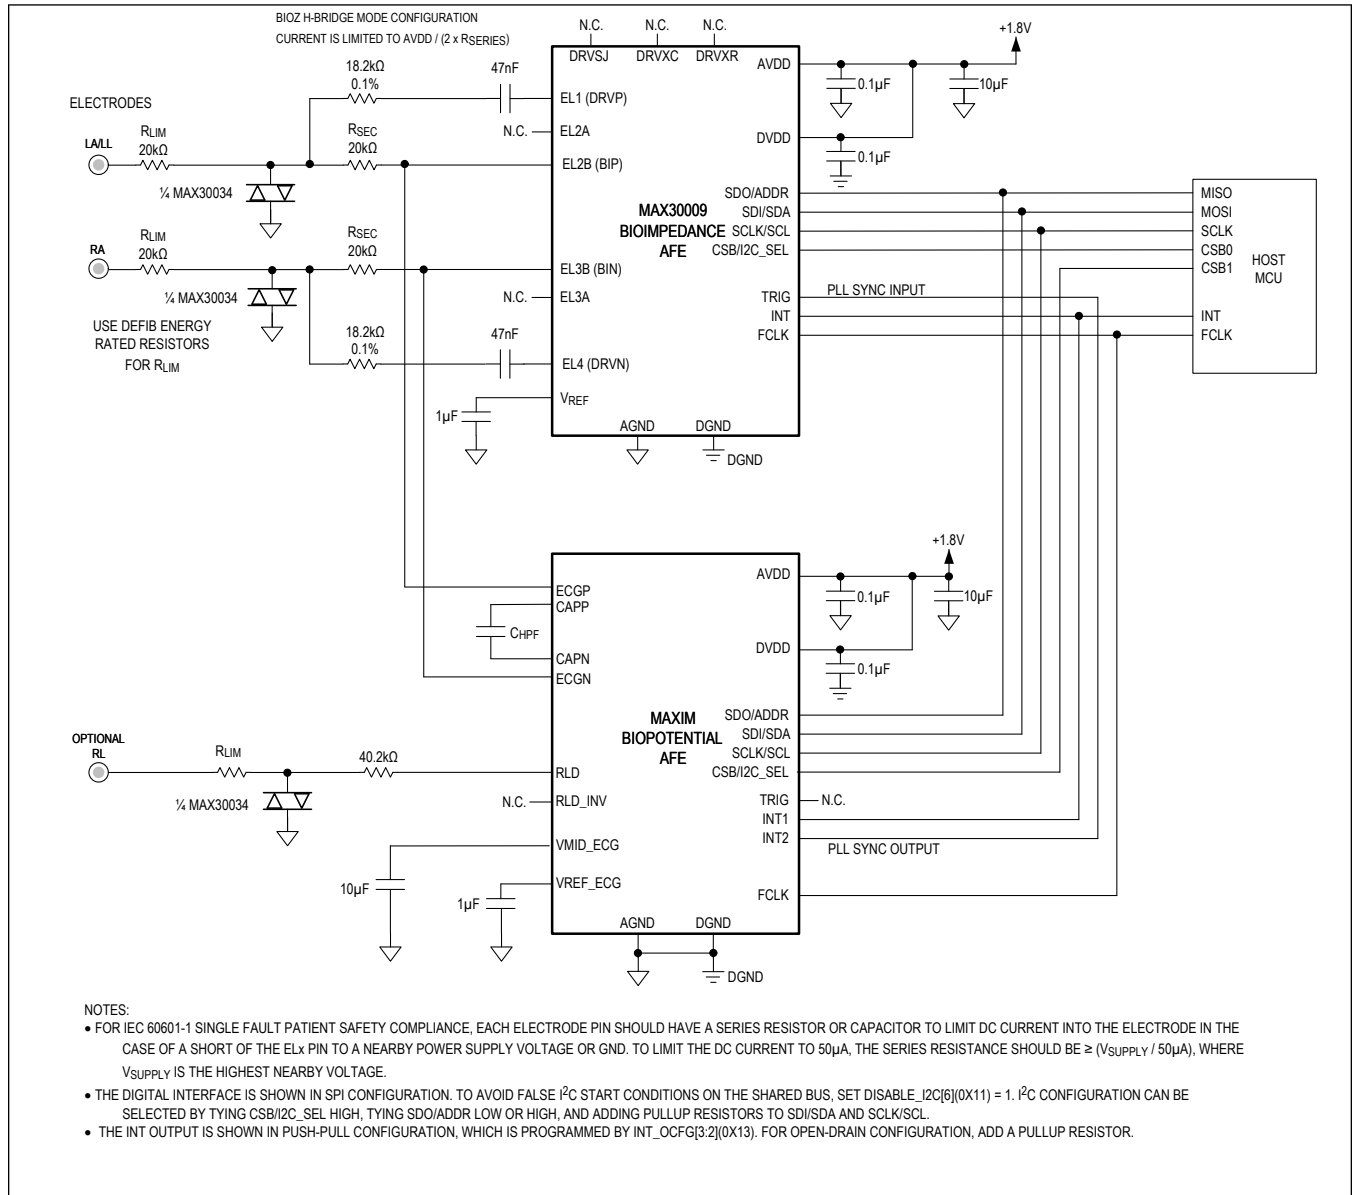 BIOZ H-BRIDGE MODE CONFIGURATION
CURRENT IS LIMITED TO AVDD / (2 x RSERIES)
N.C.
N.C.
N.C.
DRVSJ
DRVXC
DRVXR
+1.8V
18.2kΩ
0.1%
47nF
EL1 (DRVP)
AVDD
0.1µF
10µF
ELECTRODES
N.C.
EL2A
DVDD
LA/LL
RLIM
20kΩ
RSEC
20kΩ
EL2B (BIP)
0.1µF
¼ MAX30034
MAX30009
BIOIMPEDANCE
AFE
SDO/ADDR
SDI/SDA
SCLK/SCL
CSB/I2C_SEL
MISO
MOSI
SCLK
CSB0
CSB1
HOST
MCU
RA
RLIM
20kΩ
RSEC
20kΩ
EL3B (BIN)
¼ MAX30034
N.C.
EL3A
TRIG
PLL SYNC INPUT
INT
INT
FCLK
FCLK
USE DEFIB ENERGY
RATED RESISTORS
FOR RLIM
18.2kΩ
0.1%
47nF
EL4 (DRVN)
1µF
VREF
AGND
DGND
DGND
+1.8V
AVDD
0.1µF
10µF
ECGP
CAPP
CHPF
CAPN
ECGN
DVDD
0.1µF
MAXIM
BIOPOTENTIAL
AFE
SDO/ADDR
SDI/SDA
SCLK/SCL
CSB/I2C_SEL
OPTIONAL
RL
RLIM
40.2kΩ
RLD
¼ MAX30034
N.C.
RLD_INV
TRIG
N.C.
INT1
INT2
PLL SYNC OUTPUT
VMID_ECG
10µF
VREF_ECG
1µF
FCLK
AGND
DGND
DGND
NOTES:
• FOR IEC 60601-1 SINGLE FAULT PATIENT SAFETY COMPLIANCE, EACH ELECTRODE PIN SHOULD HAVE A SERIES RESISTOR OR CAPACITOR TO LIMIT DC CURRENT INTO THE ELECTRODE IN THE
CASE OF A SHORT OF THE ELx PIN TO A NEARBY POWER SUPPLY VOLTAGE OR GND. TO LIMIT THE DC CURRENT TO 50µA, THE SERIES RESISTANCE SHOULD BE ≥ (VSUPPLY / 50µA), WHERE
VSUPPLY IS THE HIGHEST NEARBY VOLTAGE.
• THE DIGITAL INTERFACE IS SHOWN IN SPI CONFIGURATION. TO AVOID FALSE I²C START CONDITIONS ON THE SHARED BUS, SET DISABLE_I2C[6](0X11) = 1. I²C CONFIGURATION CAN BE
SELECTED BY TYING CSB/I2C_SEL HIGH, TYING SDO/ADDR LOW OR HIGH, AND ADDING PULLUP RESISTORS TO SDI/SDA AND SCLK/SCL.
• THE INT OUTPUT IS SHOWN IN PUSH-PULL CONFIGURATION, WHICH IS PROGRAMMED BY INT_OCFG[3:2](0X13). FOR OPEN-DRAIN CONFIGURATION, ADD A PULLUP RESISTOR.